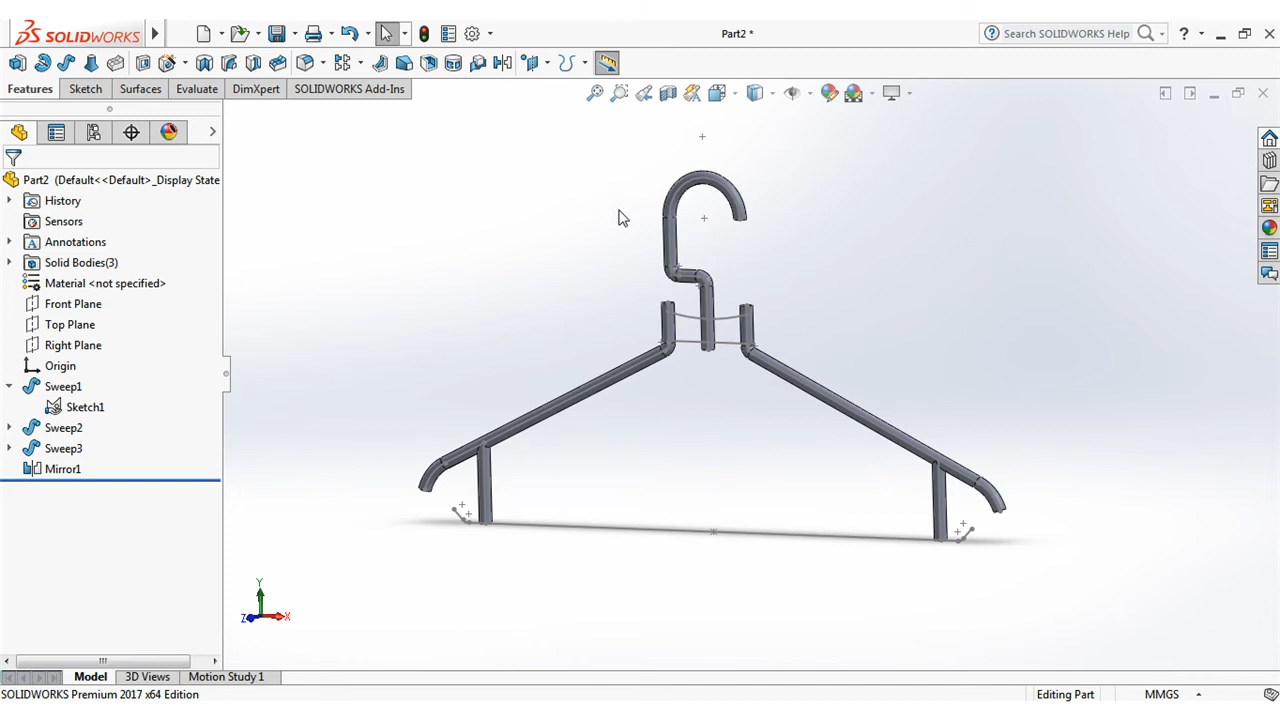 SOLIDWORKS
Part2 *
Search SOLIDWORKS Help
?
Features
Sketch
Surfaces
Evaluate
DimXpert
SOLIDWORKS Add-Ins
Part2 (Default<<Default>_Display State
History
Sensors
Annotations
Solid Bodies(3)
Material <not specified>
Front Plane
Top Plane
Right Plane
Origin
Sweep1
Sketch1
Sweep2
Sweep3
Mirror1
Y
Z
X
Model
3D Views
Motion Study 1
SOLIDWORKS Premium 2017 x64 Edition
Editing Part
MMGS